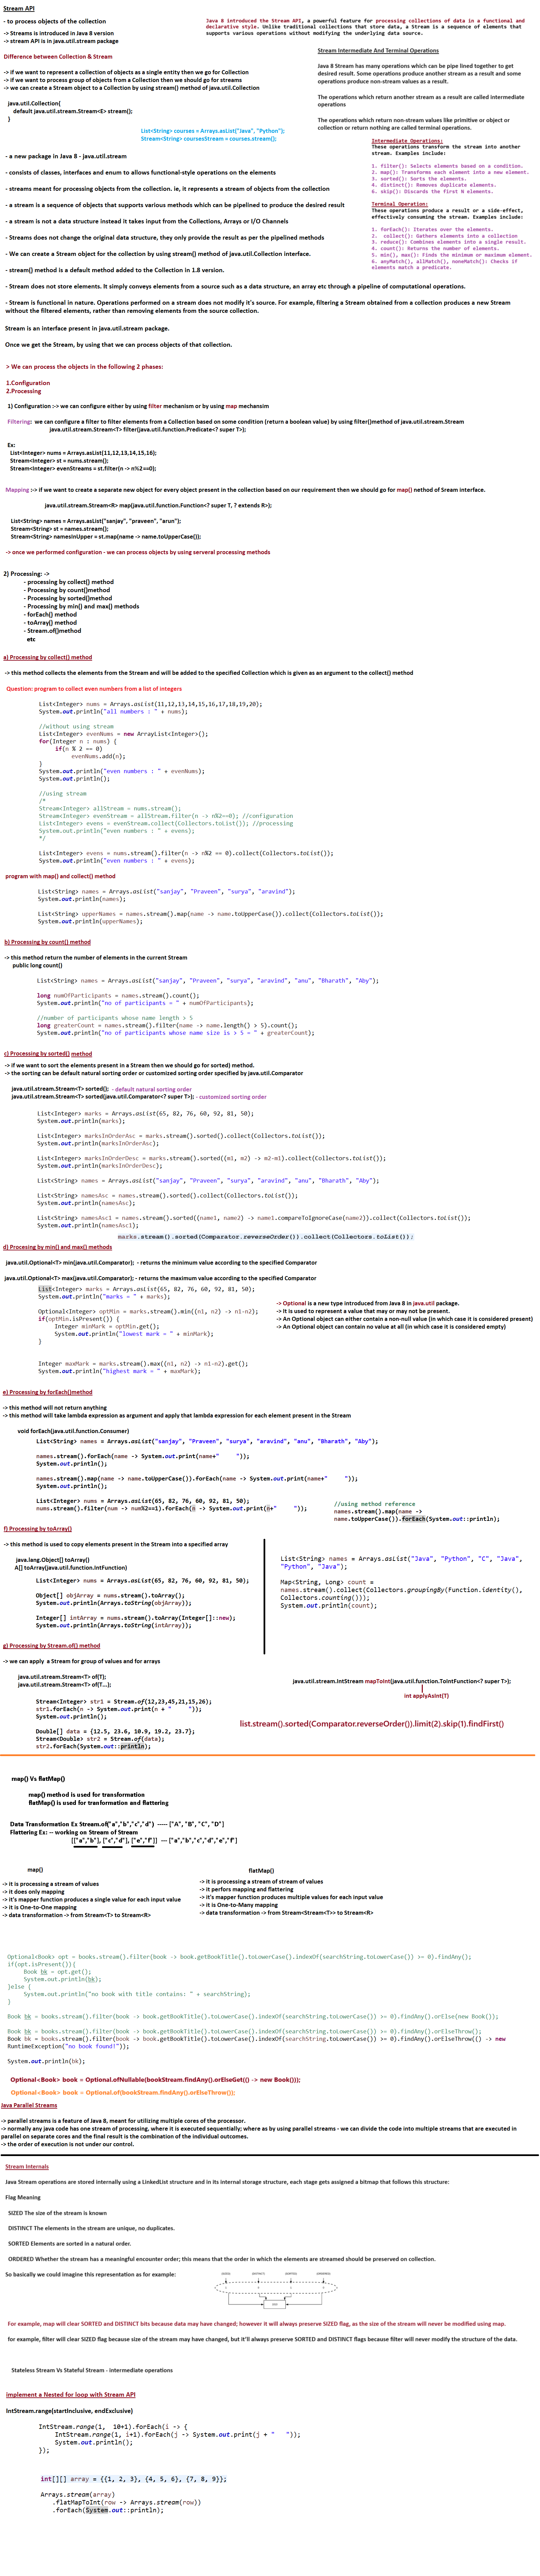 Stream API
- to process objects of the collection
-> Streams is introduced in Java 8 version
-> stream API is in java.util.stream package
Java 8 introduced the Stream API, a powerful feature for processing collections of data in a functional and
declarative style. Unlike traditional collections that store data, a Stream is a sequence of elements that
supports various operations without modifying the underlying data source.
Difference between Collection & Stream
-> if we want to represent a collection of objects as a single entity then we go for Collection
-> if we want to process group of objects from a Collection then we should go for streams
-> we can create a Stream object to a Collection by using stream() method of java.util.Collection
java.util.Collection{
default java.util.stream.Stream<E> stream();
}
List<String> courses = Arrays.asList("Java", "Python");
Stream<String> coursesStream = courses.stream();
Stream Intermediate And Terminal Operations
Java 8 Stream has many operations which can be pipe lined together to get
desired result. Some operations produce another stream as a result and some
operations produce non-stream values as a result.
The operations which return another stream as a result are called intermediate
operations
The operations which return non-stream values like primitive or object or
collection or return nothing are called terminal operations.
Intermediate Operations:
These operations transform the stream into another
stream. Examples include:
1. filter(): Selects elements based on a condition.
2. map(): Transforms each element into a new element.
3. sorted(): Sorts the elements.
4. distinct(): Removes duplicate elements.
6. skip(): Discards the first N elements.
Terminal Operation:
These operations produce a result or a side-effect,
effectively consuming the stream. Examples include:
1. forEach(): Iterates over the elements.
2. collect(): Gathers elements into a collection
3. reduce(): Combines elements into a single result.
4. count(): Returns the number of elements.
5. min(), max(): Finds the minimum or maximum element.
6. anyMatch(), allMatch(), noneMatch(): Checks if
elements match a predicate.
- a new package in Java 8 - java.util.stream
- consists of classes, interfaces and enum to allows functional-style operations on the elements
- streams meant for processing objects from the collection. ie, it represents a stream of objects from the collection
- a stream is a sequence of objects that supports various methods which can be pipelined to produce the desired result
- a stream is not a data structure instead it takes input from the Collections, Arrays or I/O Channels
- Streams don't change the original data structure, they only provide the result as per the pipelined methods
- We can create a Stream object for the collection by using stream() method of java.util.Collection interface.
- stream() method is a default method added to the Collection in 1.8 version.
- Stream does not store elements. It simply conveys elements from a source such as a data structure, an array etc through a pipeline of computational operations.
- Stream is functional in nature. Operations performed on a stream does not modify it's source. For example, filtering a Stream obtained from a collection produces a new Stream
without the filtered elements, rather than removing elements from the source collection.
Stream is an interface present in java.util.stream package.
Once we get the Stream, by using that we can process objects of that collection.
> We can process the objects in the following 2 phases:
1.Configuration
2.Processing
1) Configuration :-> we can configure either by using filter mechanism or by using map mechansim
Filtering: we can configure a filter to filter elements from a Collection based on some condition (return a boolean value) by using filter()method of java.util.stream.Stream
java.util.stream.Stream<T> filter(java.util.function.Predicate<? super T>);
Ex:
List<Integer> nums = Arrays.asList(11,12,13,14,15,16);
Stream<Integer> st = nums.stream();
Stream<Integer> evenStreams = st.filter(n -> n%2==0);
Mapping :-> if we want to create a separate new object for every object present in the collection based on our requirement then we should go for map() nethod of Sream interface.
java.util.stream.Stream<R> map(java.util.function.Function<? super T, ? extends R>);
List<String> names = Arrays.asList("sanjay", "praveen", "arun");
Stream<String> st = names.stream();
Stream<String> namesInUpper = st.map(name -> name.toUpperCase());
-> once we performed configuration - we can process objects by using serveral processing methods
2) Processing: ->
- processing by collect() method
- Processing by count()method
- Processing by sorted()method
- Processing by min() and max() methods
- forEach() method
- toArray() method
- Stream.of()method
etc
a) Processing by collect() method
-> this method collects the elements from the Stream and will be added to the specified Collection which is given as an argument to the collect() method
Question: program to collect even numbers from a list of integers
List<Integer> nums = Arrays.asList(11,12,13,14,15,16,17,18,19,20);
System.out.println("all numbers : " + nums);
//without using stream
List<Integer> evenNums = new ArrayList<Integer>();
for(Integer n : nums) {
if(n % 2 == 0)
evenNums.add(n);
}
System.out.println("even numbers : " + evenNums);
System.out.println();
//using stream
/*
Stream<Integer> allStream = nums.stream();
Stream<Integer> evenStream = allStream.filter(n -> n%2==0); //configuration
List<Integer> evens = evenStream.collect(Collectors.toList()); //processing
System.out.println("even numbers : " + evens);
*/
List<Integer> evens = nums.stream().filter(n -> n%2 == 0).collect(Collectors.toList());
System.out.println("even numbers : " + evens);
program with map() and collect() method
List<String> names = Arrays.asList("sanjay", "Praveen", "surya", "aravind");
System.out.println(names);
List<String> upperNames = names.stream().map(name -> name.toUpperCase()).collect(Collectors.toList());
System.out.println(upperNames);
b) Processing by count() method
-> this method return the number of elements in the current Stream
public long count()
List<String> names = Arrays.asList("sanjay", "Praveen", "surya", "aravind", "anu", "Bharath", "Aby");
long numOfParticipants = names.stream().count();
System.out.println("no of participants = " + numOfParticipants);
//number of participants whose name length > 5
long greaterCount = names.stream().filter(name -> name.length() > 5).count();
System.out.println("no of participants whose name size is > 5 = " + greaterCount);
c) Processing by sorted() method
-> if we want to sort the elements present in a Stream then we should go for sorted) method.
-> the sorting can be default natural sorting order or customized sorting order specified by java.util.Comparator
java.util.stream.Stream<T> sorted(); - default natural sorting order
java.util.stream.Stream<T> sorted(java.util.Comparator<? super T>); - customized sorting order
List<Integer> marks = Arrays.asList(65, 82, 76, 60, 92, 81, 50);
System.out.println(marks);
List<Integer> marksInOrderAsc = marks.stream().sorted().collect(Collectors.toList());
System.out.println(marksInOrderAsc);
List<Integer> marksInOrderDesc = marks.stream().sorted((m1, m2) -> m2-m1).collect(Collectors.toList());
System.out.println(marksInOrderDesc);
List<String> names = Arrays.asList("sanjay", "Praveen", "surya", "aravind", "anu", "Bharath", "Aby");
List<String> namesAsc = names.stream().sorted().collect(Collectors.toList());
System.out.println(namesAsc);
List<String> namesAsc1 = names.stream().sorted((name1, name2) -> name1.compareToIgnoreCase(name2)).collect(Collectors.toList());
System.out.println(namesAsc1);
marks.stream().sorted(Comparator.reverseOrder()).collect(Collectors.toList());
d) Procesing by min() and max() methods
java.util.Optional<T> min(java.util.Comparator); - returns the minimum value according to the specified Comparator
java.util.Optional<T> max(java.util.Comparator); - returns the maximum value according to the specified Comparator
List<Integer> marks = Arrays.asList(65, 82, 76, 60, 92, 81, 50);
System.out.println("marks = " + marks);
Optional<Integer> optMin = marks.stream().min((n1, n2) -> n1-n2);
if(optMin.isPresent()) {
Integer minMark = optMin.get();
System.out.println("lowest mark = " + minMark);
}
Integer maxMark = marks.stream().max((n1, n2) -> n1-n2).get();
System.out.println("highest mark = " + maxMark);
-> Optional is a new type introduced from Java 8 in java.util package.
-> It is used to represent a value that may or may not be present.
-> An Optional object can either contain a non-null value (in which case it is considered present)
-> An Optional object can contain no value at all (in which case it is considered empty)
e) Processing by forEach()method
-> this method will not return anything
-> this method will take lambda expression as argument and apply that lambda expression for each element present in the Stream
void forEach(java.util.function.Consumer)
List<String> names = Arrays.asList("sanjay", "Praveen", "surya", "aravind", "anu", "Bharath", "Aby");
names.stream().forEach(name -> System.out.print(name+" "));
System.out.println();
names.stream().map(name -> name.toUpperCase()).forEach(name -> System.out.print(name+" "));
System.out.println();
List<Integer> nums = Arrays.asList(65, 82, 76, 60, 92, 81, 50);
nums.stream().filter(num -> num%2==1).forEach(n -> System.out.print(n+" "));
//using method reference
names.stream().map(name ->
name.toUpperCase()).forEach(System.out::println);
f) Processing by toArray()
-> this method is used to copy elements present in the Stream into a specified array
java.lang.Object[] toArray()
A[] toArray(java.util.function.IntFunction)
List<Integer> nums = Arrays.asList(65, 82, 76, 60, 92, 81, 50);
Object[] objArray = nums.stream().toArray();
System.out.println(Arrays.toString(objArray));
Integer[] intArray = nums.stream().toArray(Integer[]::new);
System.out.println(Arrays.toString(intArray));
List<String> names = Arrays.asList("Java", "Python", "C", "Java",
"Python", "Java");
Map<String, Long> count =
names.stream().collect(Collectors.groupingBy(Function.identity(),
Collectors.counting()));
System.out.println(count);
g) Processing by Stream.of() method
-> we can apply a Stream for group of values and for arrays
java.util.stream.Stream<T> of(T);
java.util.stream.Stream<T> of(T...);
java.util.stream.IntStream mapToInt(java.util.function.ToIntFunction<? super T>);
int applyAsInt(T)
Stream<Integer> str1 = Stream.of(12,23,45,21,15,26);
str1.forEach(n -> System.out.print(n + " "));
System.out.println();
Double[] data = {12.5, 23.6, 10.9, 19.2, 23.7};
Stream<Double> str2 = Stream.of(data);
str2.forEach(System.out::println);
list.stream().sorted(Comparator.reverseOrder()).limit(2).skip(1).findFirst()
map() Vs flatMap()
map() method is used for transformation
flatMap() is used for tranformation and flattering
Data Transformation Ex Stream.of("a","b","c","d") ----- ["A", "B", "C", "D"]
Flattering Ex: -- working on Stream of Stream
[["a","b"], ["c","d"], ["e","f"]] --- ["a","b","c","d","e","f"]
map()
-> it is processing a stream of values
-> it does only mapping
-> it's mapper function produces a single value for each input value
-> it is One-to-One mapping
-> data transformation -> from Stream<T> to Stream<R>
flatMap()
-> it is processing a stream of stream of values
-> it perfors mapping and flattering
-> it's mapper function produces multiple values for each input value
-> it is One-to-Many mapping
-> data transformation -> from Stream<Stream<T>> to Stream<R>
Optional<Book> opt = books.stream().filter(book -> book.getBookTitle().toLowerCase().indexOf(searchString.toLowerCase()) >= 0).findAny();
if(opt.isPresent()){
Book bk = opt.get();
System.out.println(bk);
}else {
System.out.println("no book with title contains: " + searchString);
}
Book bk = books.stream().filter(book -> book.getBookTitle().toLowerCase().indexOf(searchString.toLowerCase()) >= 0).findAny().orElse(new Book());
Book bk = books.stream().filter(book -> book.getBookTitle().toLowerCase().indexOf(searchString.toLowerCase()) >= 0).findAny().orElseThrow();
Book bk = books.stream().filter(book -> book.getBookTitle().toLowerCase().indexOf(searchString.toLowerCase()) >= 0).findAny().orElseThrow(() -> new
RuntimeException("no book found!"));
System.out.println(bk);
Optional<Book> book = Optional.ofNullable(bookStream.findAny().orElseGet(() -> new Book()));
Optional<Book> book = Optional.of(bookStream.findAny().orElseThrow());
Java Parallel Streams
-> parallel streams is a feature of Java 8, meant for utilizing multiple cores of the processor.
-> normally any java code has one stream of processing, where it is executed sequentially; where as by using parallel streams - we can divide the code into multiple streams that are executed in
parallel on separate cores and the final result is the combination of the individual outcomes.
-> the order of execution is not under our control.
Stream Internals
Java Stream operations are stored internally using a LinkedList structure and in its internal storage structure, each stage gets assigned a bitmap that follows this structure:
Flag Meaning
SIZED The size of the stream is known
DISTINCT The elements in the stream are unique, no duplicates.
SORTED Elements are sorted in a natural order.
ORDERED Whether the stream has a meaningful encounter order; this means that the order in which the elements are streamed should be preserved on collection.
So basically we could imagine this representation as for example:
For example, map will clear SORTED and DISTINCT bits because data may have changed; however it will always preserve SIZED flag, as the size of the stream will never be modified using map.
for example, filter will clear SIZED flag because size of the stream may have changed, but it'll always preserve SORTED and DISTINCT flags because filter will never modify the structure of the data.
Stateless Stream Vs Stateful Stream - Intermediate operations
implement a Nested for loop with Stream API
IntStream.range(startInclusive, endExclusive)
IntStream.range(1, 10+1).forEach(i -> {
IntStream.range(1, i+1).forEach(j -> System.out.print(j + " "));
System.out.println();
});
int[][] array = {{1, 2, 3}, {4, 5, 6}, {7, 8, 9}};
Arrays.stream(array)
.flatMapToInt(row -> Arrays.stream(row))
.forEach(System.out::println);